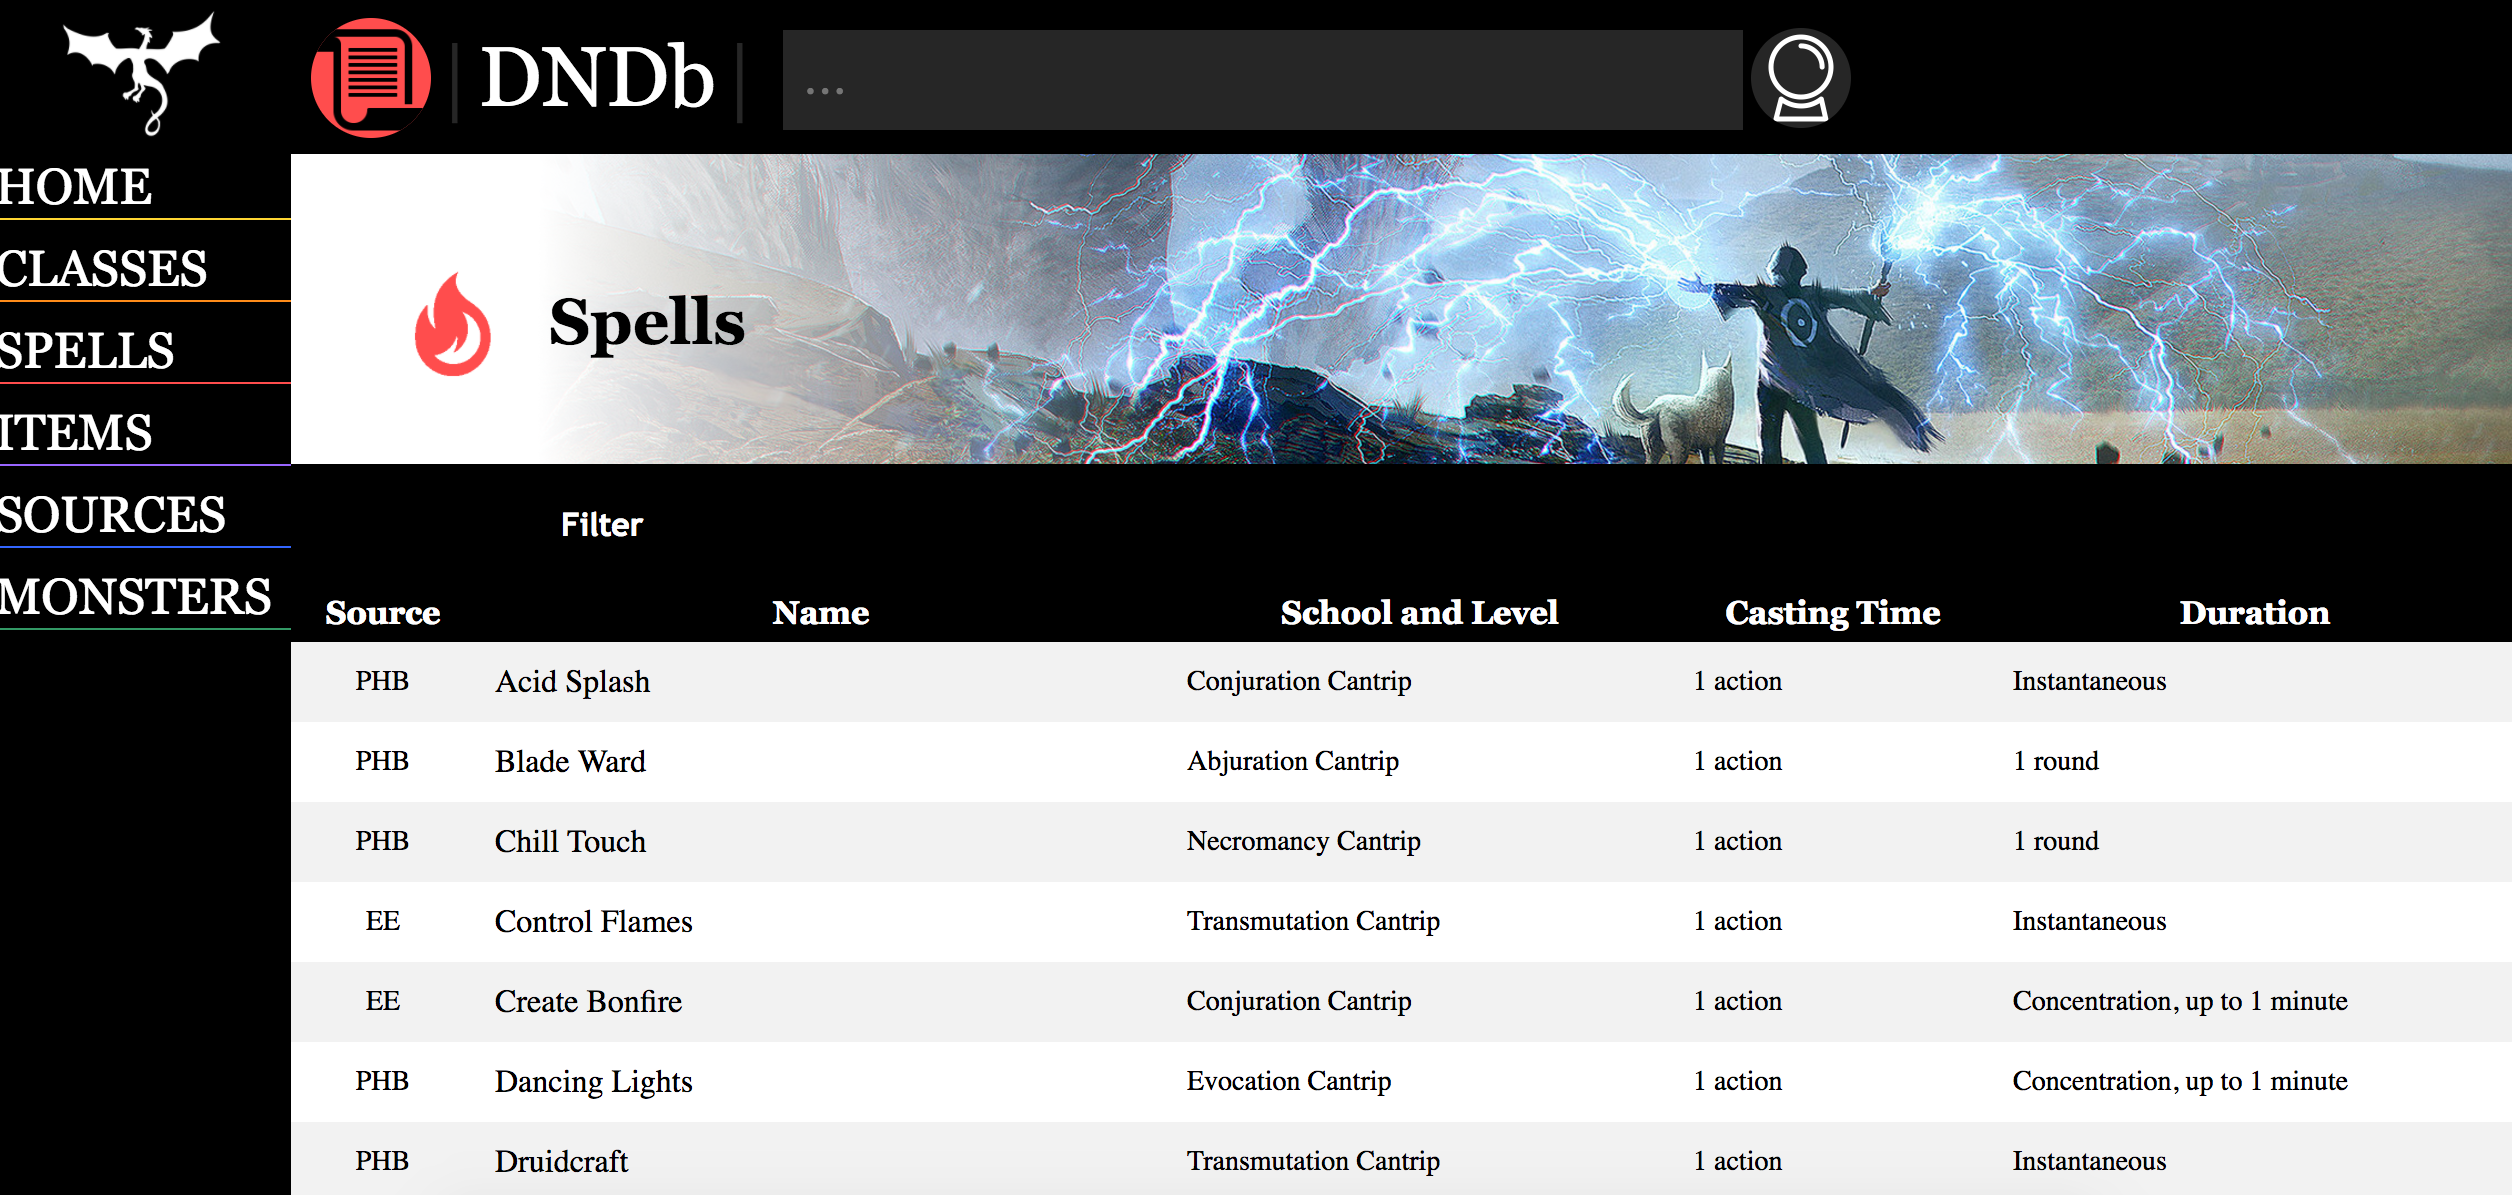 DNDb
...
HOME
CLASSES
SPELLS
ITEMS
SOURCES
MONSTERS
Spells
Filter
Source Name School and Level Casting Time Duration
PHB Acid Splash Conjuration Cantrip 1 action Instantaneous
PHB Blade Ward Abjuration Cantrip 1 action 1 round
PHB Chill Touch Necromancy Cantrip 1 action 1 round
EE Control Flames Transmutation Cantrip 1 action Instantaneous
EE Create Bonfire Conjuration Cantrip 1 action Concentration, up to 1 minute
PHB Dancing Lights Evocation Cantrip 1 action Concentration, up to 1 minute
PHB Druidcraft Transmutation Cantrip 1 action Instantaneous